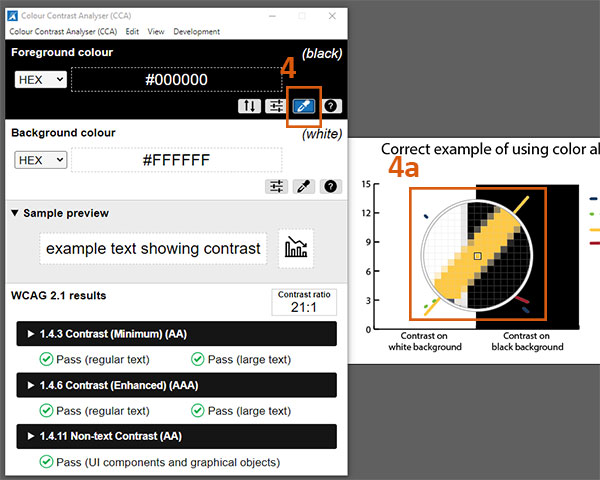 Colour Contrast Analyser (CCA)
Colour Contrast Analyser (CCA) Edit View Development
Foreground colour (black)
HEX #000000
4
?
Background colour (white)
HEX #FFFFFF
?
▼ Sample preview
example text showing contrast
WCAG 2.1 results
Contrast ratio
21:1
1.4.3 Contrast (Minimum) (AA)
Pass (regular text) Pass (large text)
1.4.6 Contrast (Enhanced) (AAA)
Pass (regular text) Pass (large text)
1.4.11 Non-text Contrast (AA)
Pass (UI components and graphical objects)
Correct example of using color al
4a
15
12
9
6
3
0
Contrast on
white background
Contrast on
black background